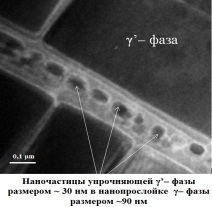 γ'– фаза
0,1 μm
Наночастицы упрочняющей γ'– фазы
размером ~ 30 нм в нанопрослойке γ– фазы
размером ~90 нм